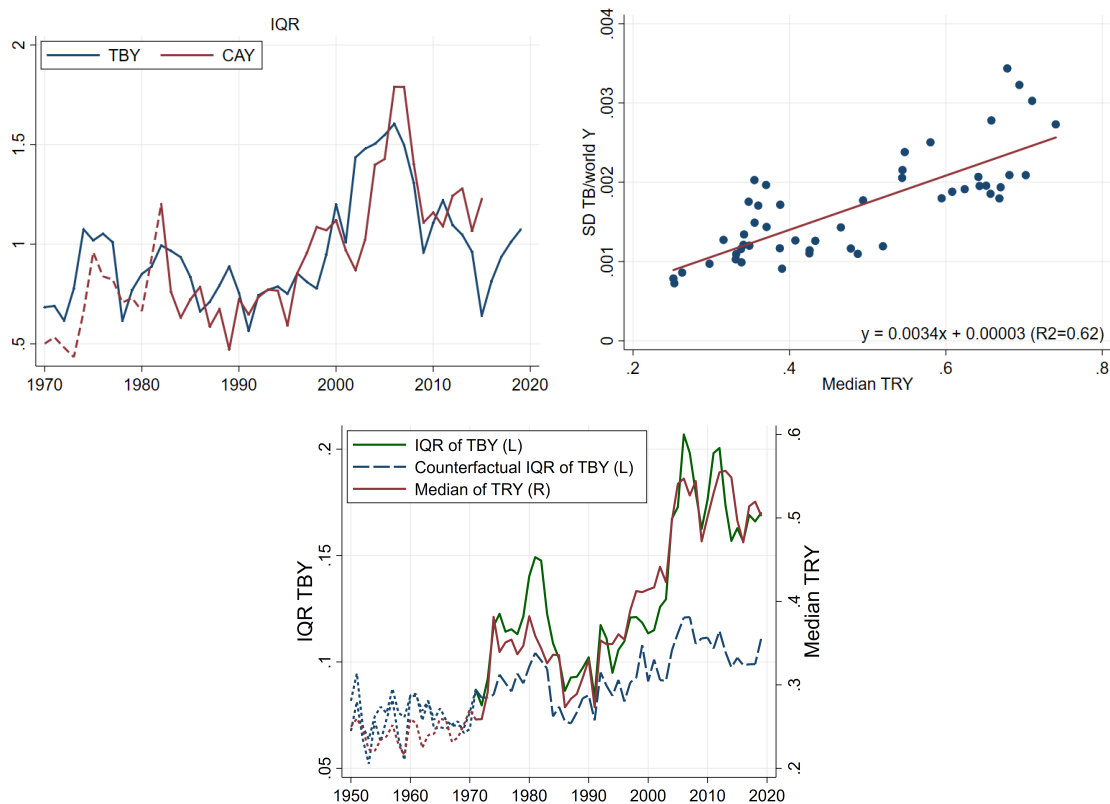 IQR
TBY CAY
2
1.5
1
.5
1970 1980 1990 2000 2010 2020
.004
.003
.002
.001
0
SD TB/world Y
y = 0.0034x + 0.00003 (R2=0.62)
.2 .4 .6 .8
Median TRY
IQR of TBY (L)
Counterfactual IQR of TBY (L)
Median of TRY (R)
.2
.15
.1
.05
IQR TBY
.6
.5
.4
.3
.2
Median TRY
1950 1960 1970 1980 1990 2000 2010 2020